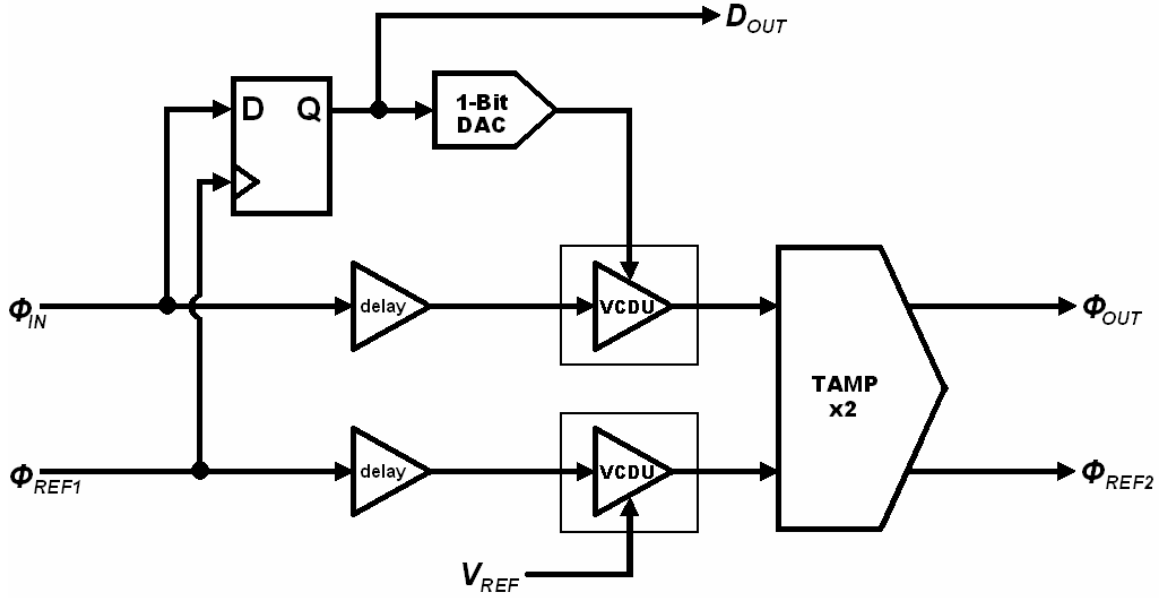 D_OUT
D Q
1-Bit
DAC
Φ_IN
delay
VCDU
Φ_OUT
TAMP
x2
Φ_REF1
delay
VCDU
Φ_REF2
V_REF